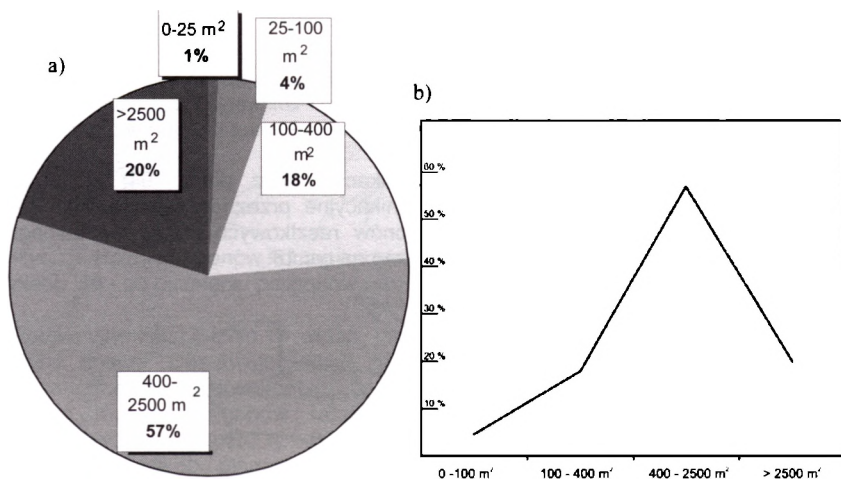 a)
0-25 m²
1%
25-100
m²
4%
>2500
m²
20%
100-400
m²
18%
400-
2500 m²
57%
b)
60 %
50 %
40 %
30 %
20 %
10 %
0 -100 m²
100 - 400 m²
400 - 2500 m²
> 2500 m²